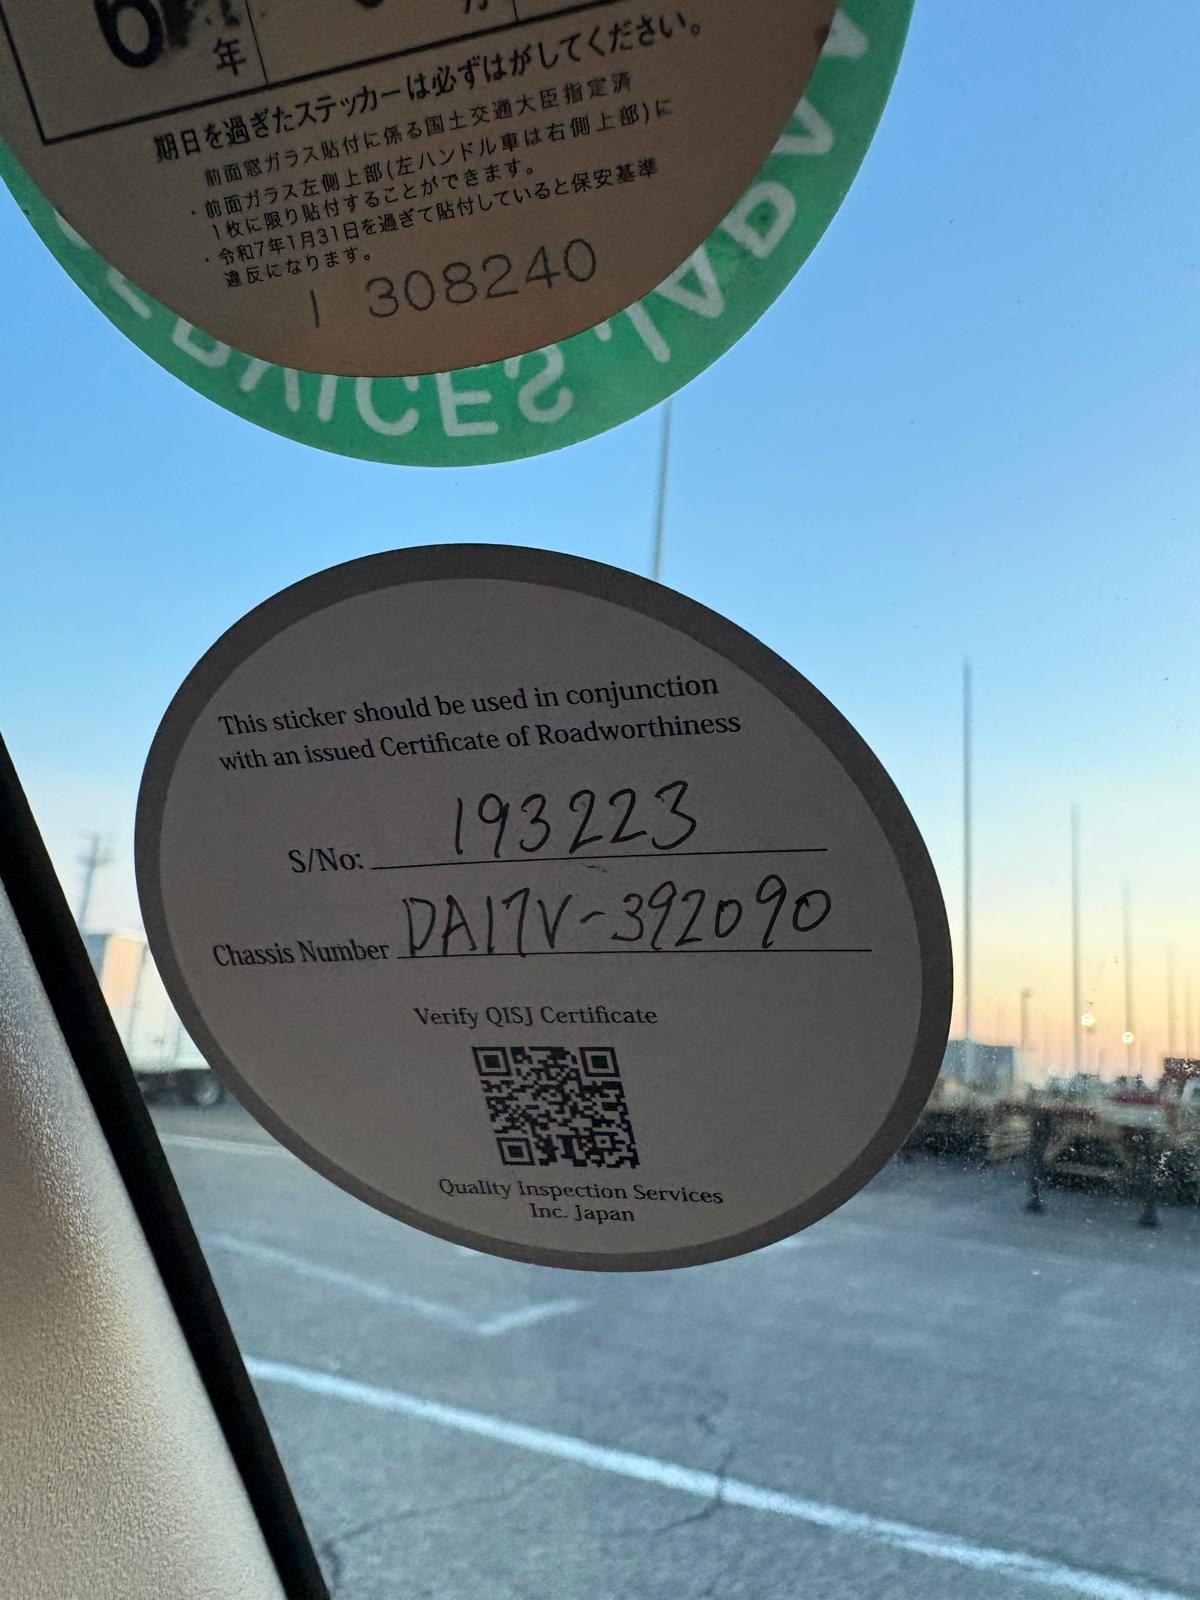 6
年
期日を過ぎたステッカーは必ずはがしてください。
前面窓ガラス貼付に係る国土交通大臣指定済
・前面ガラス左側上部(左ハンドル車は右側上部)に
1枚に限り貼付することができます。
・令和7年1月31日を過ぎて貼付していると保安基準
違反になります。
1 308240
SERVICES JAPAN
This sticker should be used in conjunction
with an issued Certificate of Roadworthiness
S/No: 193223
Chassis Number DA17V-392090
Verify QISJ Certificate
Quality Inspection Services
Inc. Japan